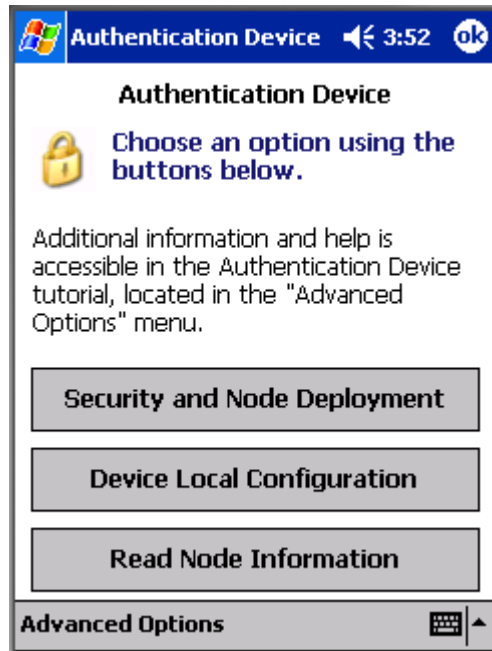 Authentication Device 3:52 ok
Authentication Device
Choose an option using the
buttons below.
Additional information and help is
accessible in the Authentication Device
tutorial, located in the "Advanced
Options" menu.
Security and Node Deployment
Device Local Configuration
Read Node Information
Advanced Options